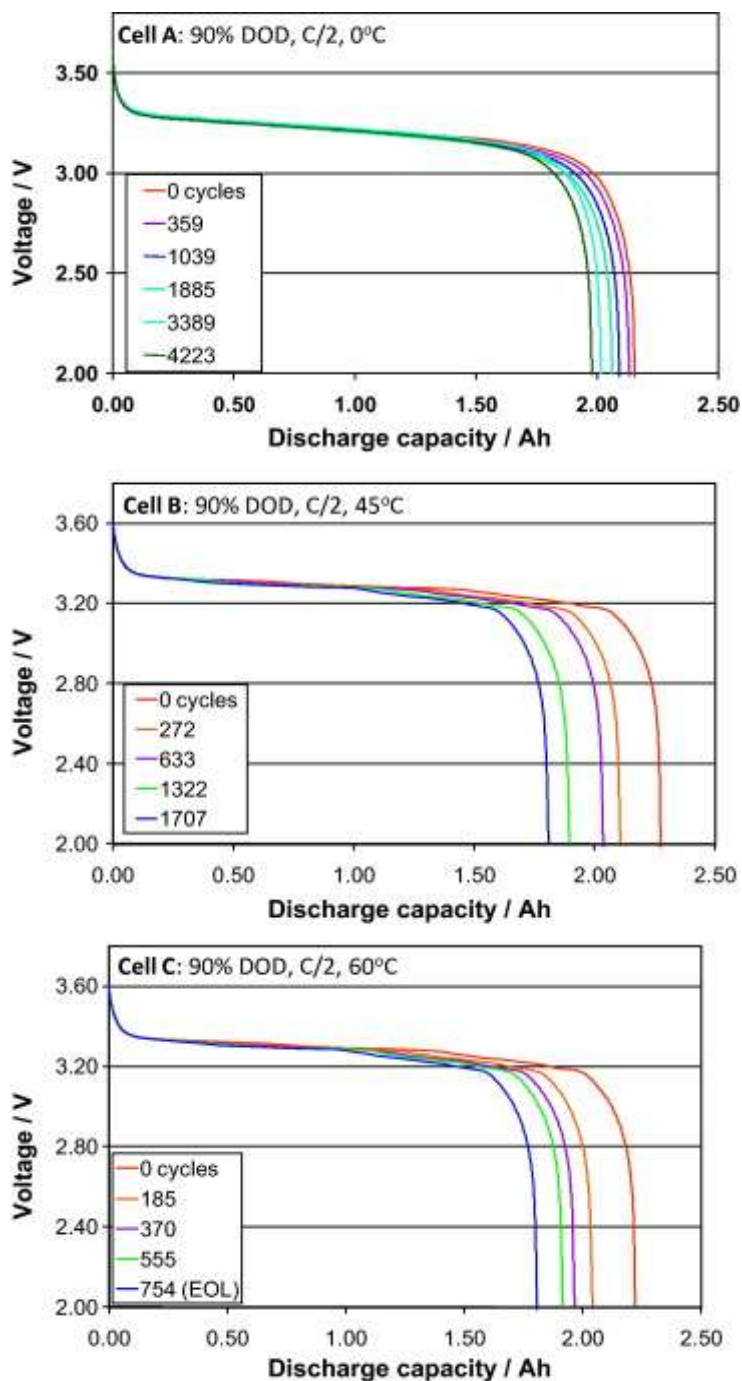 Cell A: 90% DOD, C/2, 0°C
3.50
3.00
2.50
2.00
Voltage / V
0 cycles
359
1039
1885
3389
4223
0.00 0.50 1.00 1.50 2.00 2.50
Discharge capacity / Ah
Cell B: 90% DOD, C/2, 45°C
3.60
3.20
2.80
2.40
2.00
Voltage / V
0 cycles
272
633
1322
1707
0.00 0.50 1.00 1.50 2.00 2.50
Discharge capacity / Ah
Cell C: 90% DOD, C/2, 60°C
3.60
3.20
2.80
2.40
2.00
Voltage / V
0 cycles
185
370
555
754 (EOL)
0.00 0.50 1.00 1.50 2.00 2.50
Discharge capacity / Ah